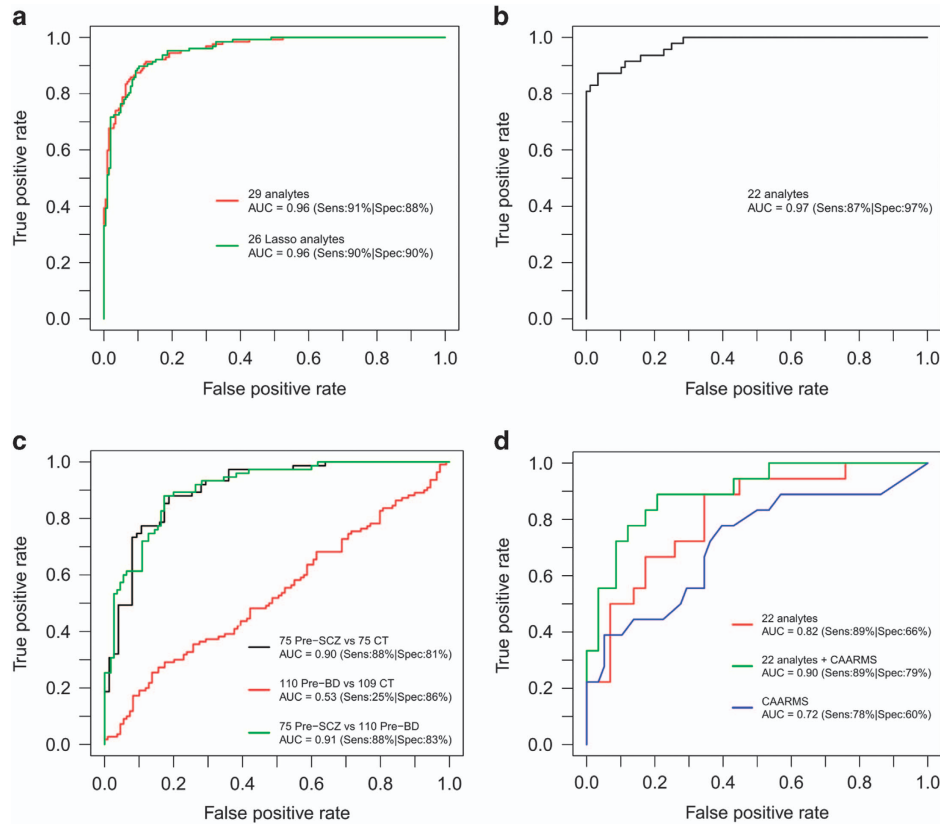 a
True positive rate
1.0
0.8
0.6
0.4
0.2
0.0
29 analytes
AUC = 0.96 (Sens:91%|Spec:88%)
26 Lasso analytes
AUC = 0.96 (Sens:90%|Spec:90%)
0.0 0.2 0.4 0.6 0.8 1.0
False positive rate
b
True positive rate
1.0
0.8
0.6
0.4
0.2
0.0
22 analytes
AUC = 0.97 (Sens:87%|Spec:97%)
0.0 0.2 0.4 0.6 0.8 1.0
False positive rate
c
True positive rate
1.0
0.8
0.6
0.4
0.2
0.0
75 Pre-SCZ vs 75 CT
AUC = 0.90 (Sens:88%|Spec:81%)
110 Pre-BD vs 109 CT
AUC = 0.53 (Sens:25%|Spec:86%)
75 Pre-SCZ vs 110 Pre-BD
AUC = 0.91 (Sens:88%|Spec:83%)
0.0 0.2 0.4 0.6 0.8 1.0
False positive rate
d
True positive rate
1.0
0.8
0.6
0.4
0.2
0.0
22 analytes
AUC = 0.82 (Sens:89%|Spec:66%)
22 analytes + CAARMS
AUC = 0.90 (Sens:89%|Spec:79%)
CAARMS
AUC = 0.72 (Sens:78%|Spec:60%)
0.0 0.2 0.4 0.6 0.8 1.0
False positive rate